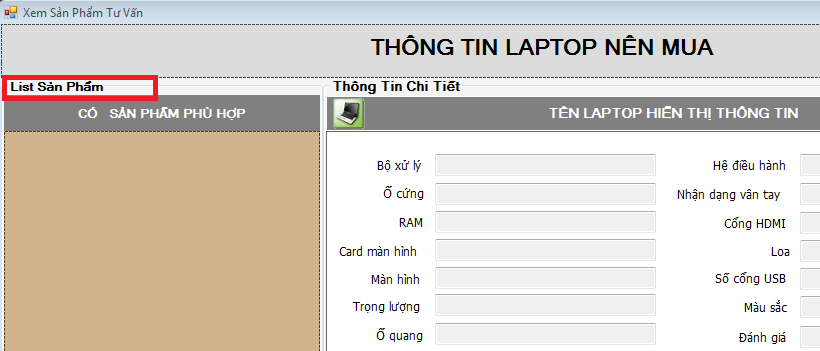 Xem Sản Phẩm Tư Vấn
THÔNG TIN LAPTOP NÊN MUA
List Sản Phẩm
CÓ SẢN PHẨM PHÙ HỢP
Thông Tin Chi Tiết
TÊN LAPTOP HIỂN THỊ THÔNG TIN
Bộ xử lý
Hệ điều hành
Ổ cứng
Nhận dạng vân tay
RAM
Cổng HDMI
Card màn hình
Loa
Màn hình
Số cổng USB
Trọng lượng
Màu sắc
Ổ quang
Đánh giá